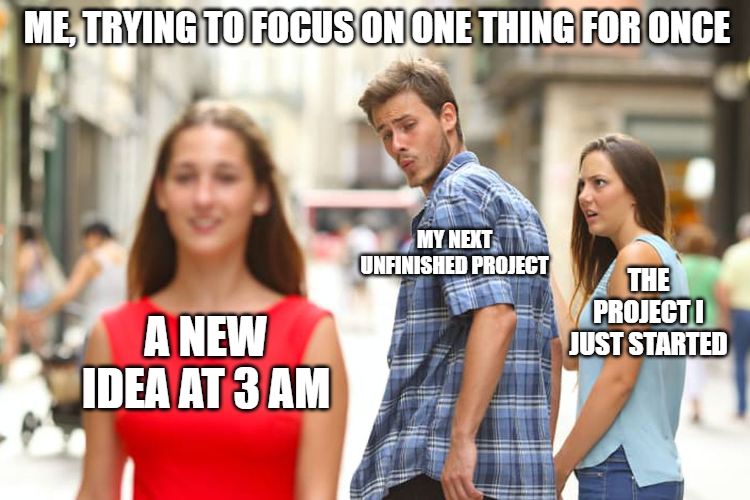 ME, TRYING TO FOCUS ON ONE THING FOR ONCE
MY NEXT
UNFINISHED PROJECT
THE
PROJECT I
JUST STARTED
A NEW
IDEA AT 3 AM